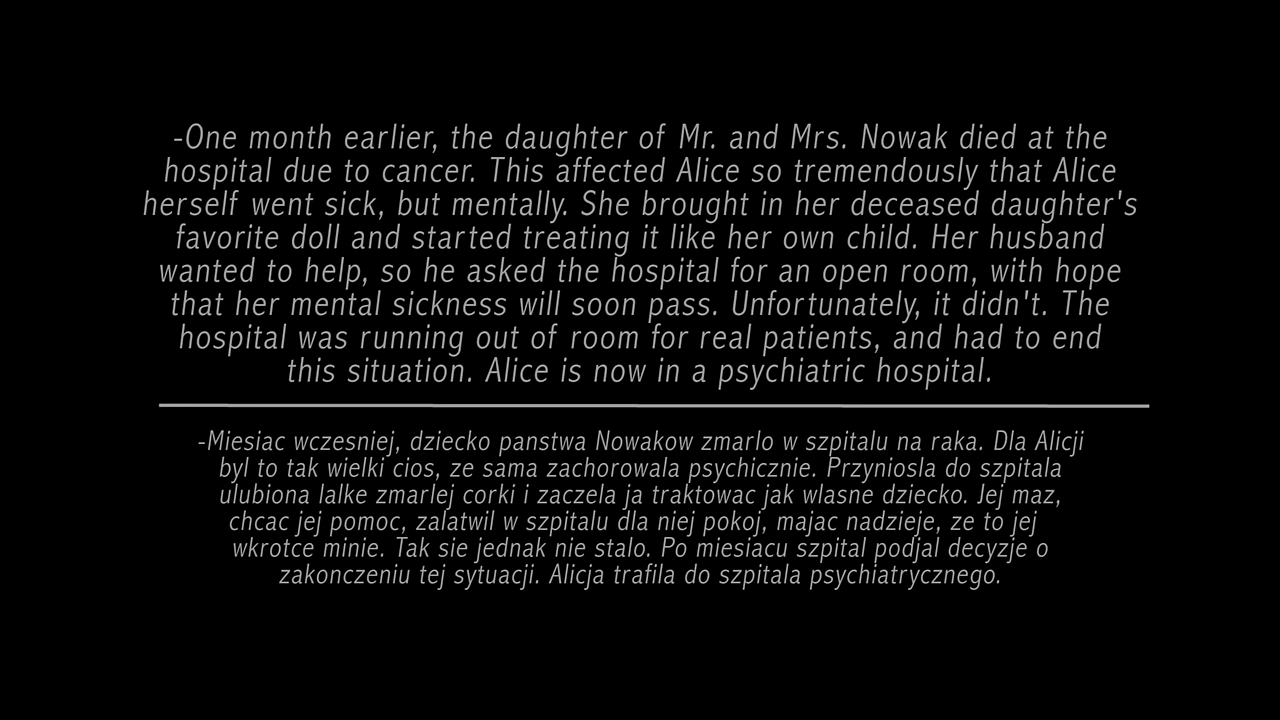 -One month earlier, the daughter of Mr. and Mrs. Nowak died at the
hospital due to cancer. This affected Alice so tremendously that Alice
herself went sick, but mentally. She brought in her deceased daughter's
favorite doll and started treating it like her own child. Her husband
wanted to help, so he asked the hospital for an open room, with hope
that her mental sickness will soon pass. Unfortunately, it didn't. The
hospital was running out of room for real patients, and had to end
this situation. Alice is now in a psychiatric hospital.
-Miesiac wczesniej, dziecko panstwa Nowakow zmarlo w szpitalu na raka. Dla Alicji
byl to tak wielki cios, ze sama zachorowala psychicznie. Przyniosla do szpitala
ulubiona lalke zmarlej corki i zaczela ja traktowac jak wlasne dziecko. Jej maz,
chcac jej pomoc, zalatwil w szpitalu dla niej pokoj, majac nadzieje, ze to jej
wkrotce minie. Tak sie jednak nie stalo. Po miesiacu szpital podjal decyzje o
zakonczeniu tej sytuacji. Alicja trafila do szpitala psychiatrycznego.